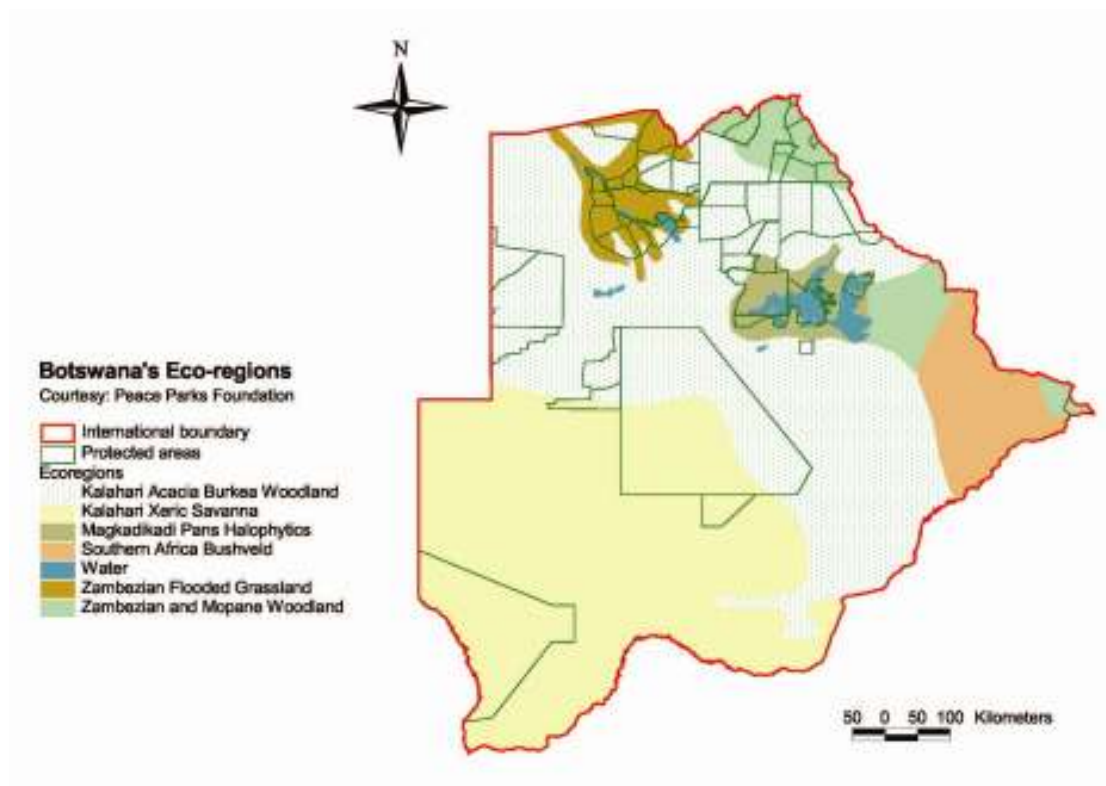 N
Botswana's Eco-regions
Courtesy: Peace Parks Foundation
International boundary
Protected areas
Ecoregions
Kalahari Acacia Burkea Woodland
Kalahari Xeric Savanna
Magkadikadi Pans Halophytics
Southern Africa Bushveld
Water
Zambezian Flooded Grassland
Zambezian and Mopane Woodland
50 0 50 100 Kilometers